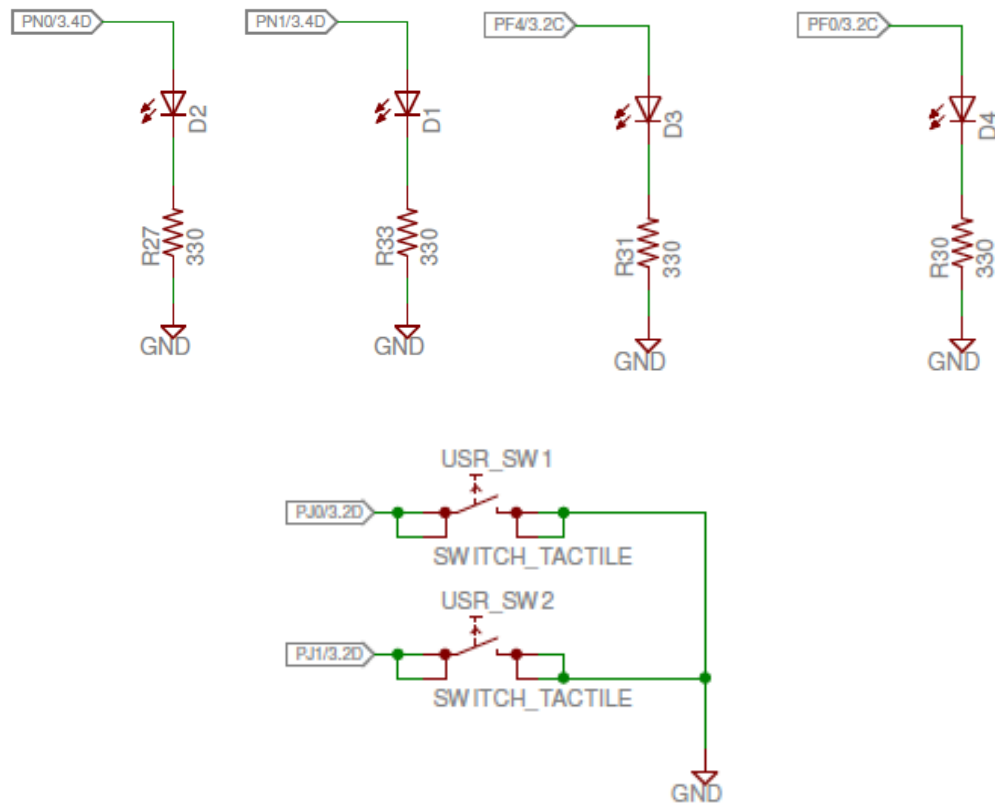 PN0/3.4D
PN1/3.4D
PF4/3.2C
PF0/3.2C
D2
D1
D3
D4
R27
330
R33
330
R31
330
R30
330
GND
GND
GND
GND
USR_SW1
PJ0/3.2D
SWITCH_TACTILE
USR_SW2
PJ1/3.2D
SWITCH_TACTILE
GND